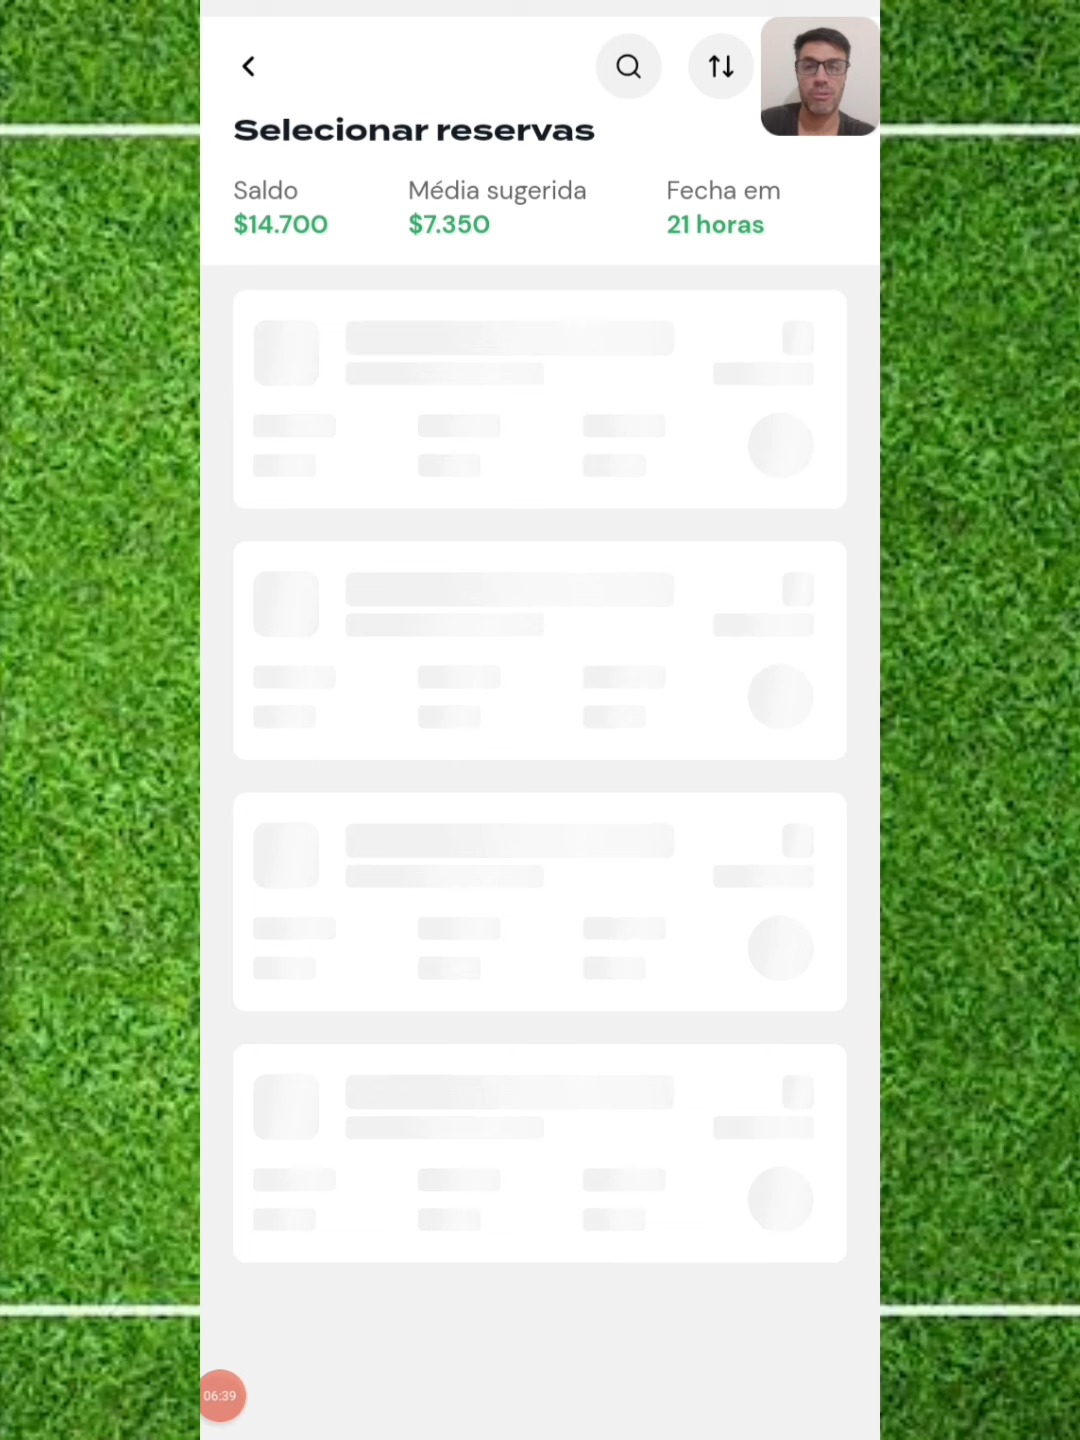 Selecionar reservas
Saldo
Média sugerida
Fecha em
$14.700
$7.350
21 horas
06:39